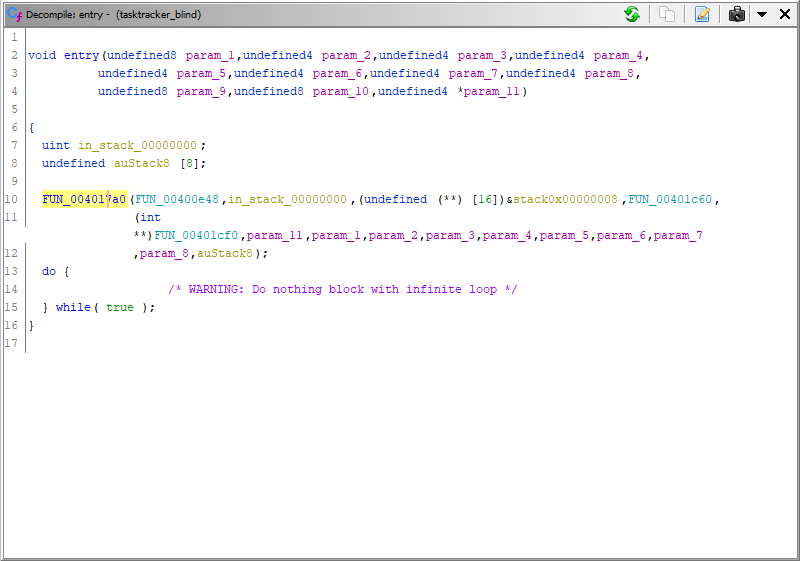 Decompile: entry - (tasktracker_blind)
1
2 void entry(undefined8 param_1,undefined4 param_2,undefined4 param_3,undefined4 param_4,
3 undefined4 param_5,undefined4 param_6,undefined4 param_7,undefined4 param_8,
4 undefined8 param_9,undefined8 param_10,undefined4 *param_11)
5
6 {
7 uint in_stack_00000000;
8 undefined auStack8 [8];
9
10 FUN_004017a0(FUN_00400e48,in_stack_00000000,(undefined (**) [16])&stack0x00000008,FUN_00401c60,
11 (int
**)FUN_00401cf0,param_11,param_1,param_2,param_3,param_4,param_5,param_6,param_7
12 ,param_8,auStack8);
13 do {
14 /* WARNING: Do nothing block with infinite loop */
15 } while( true );
16 }
17